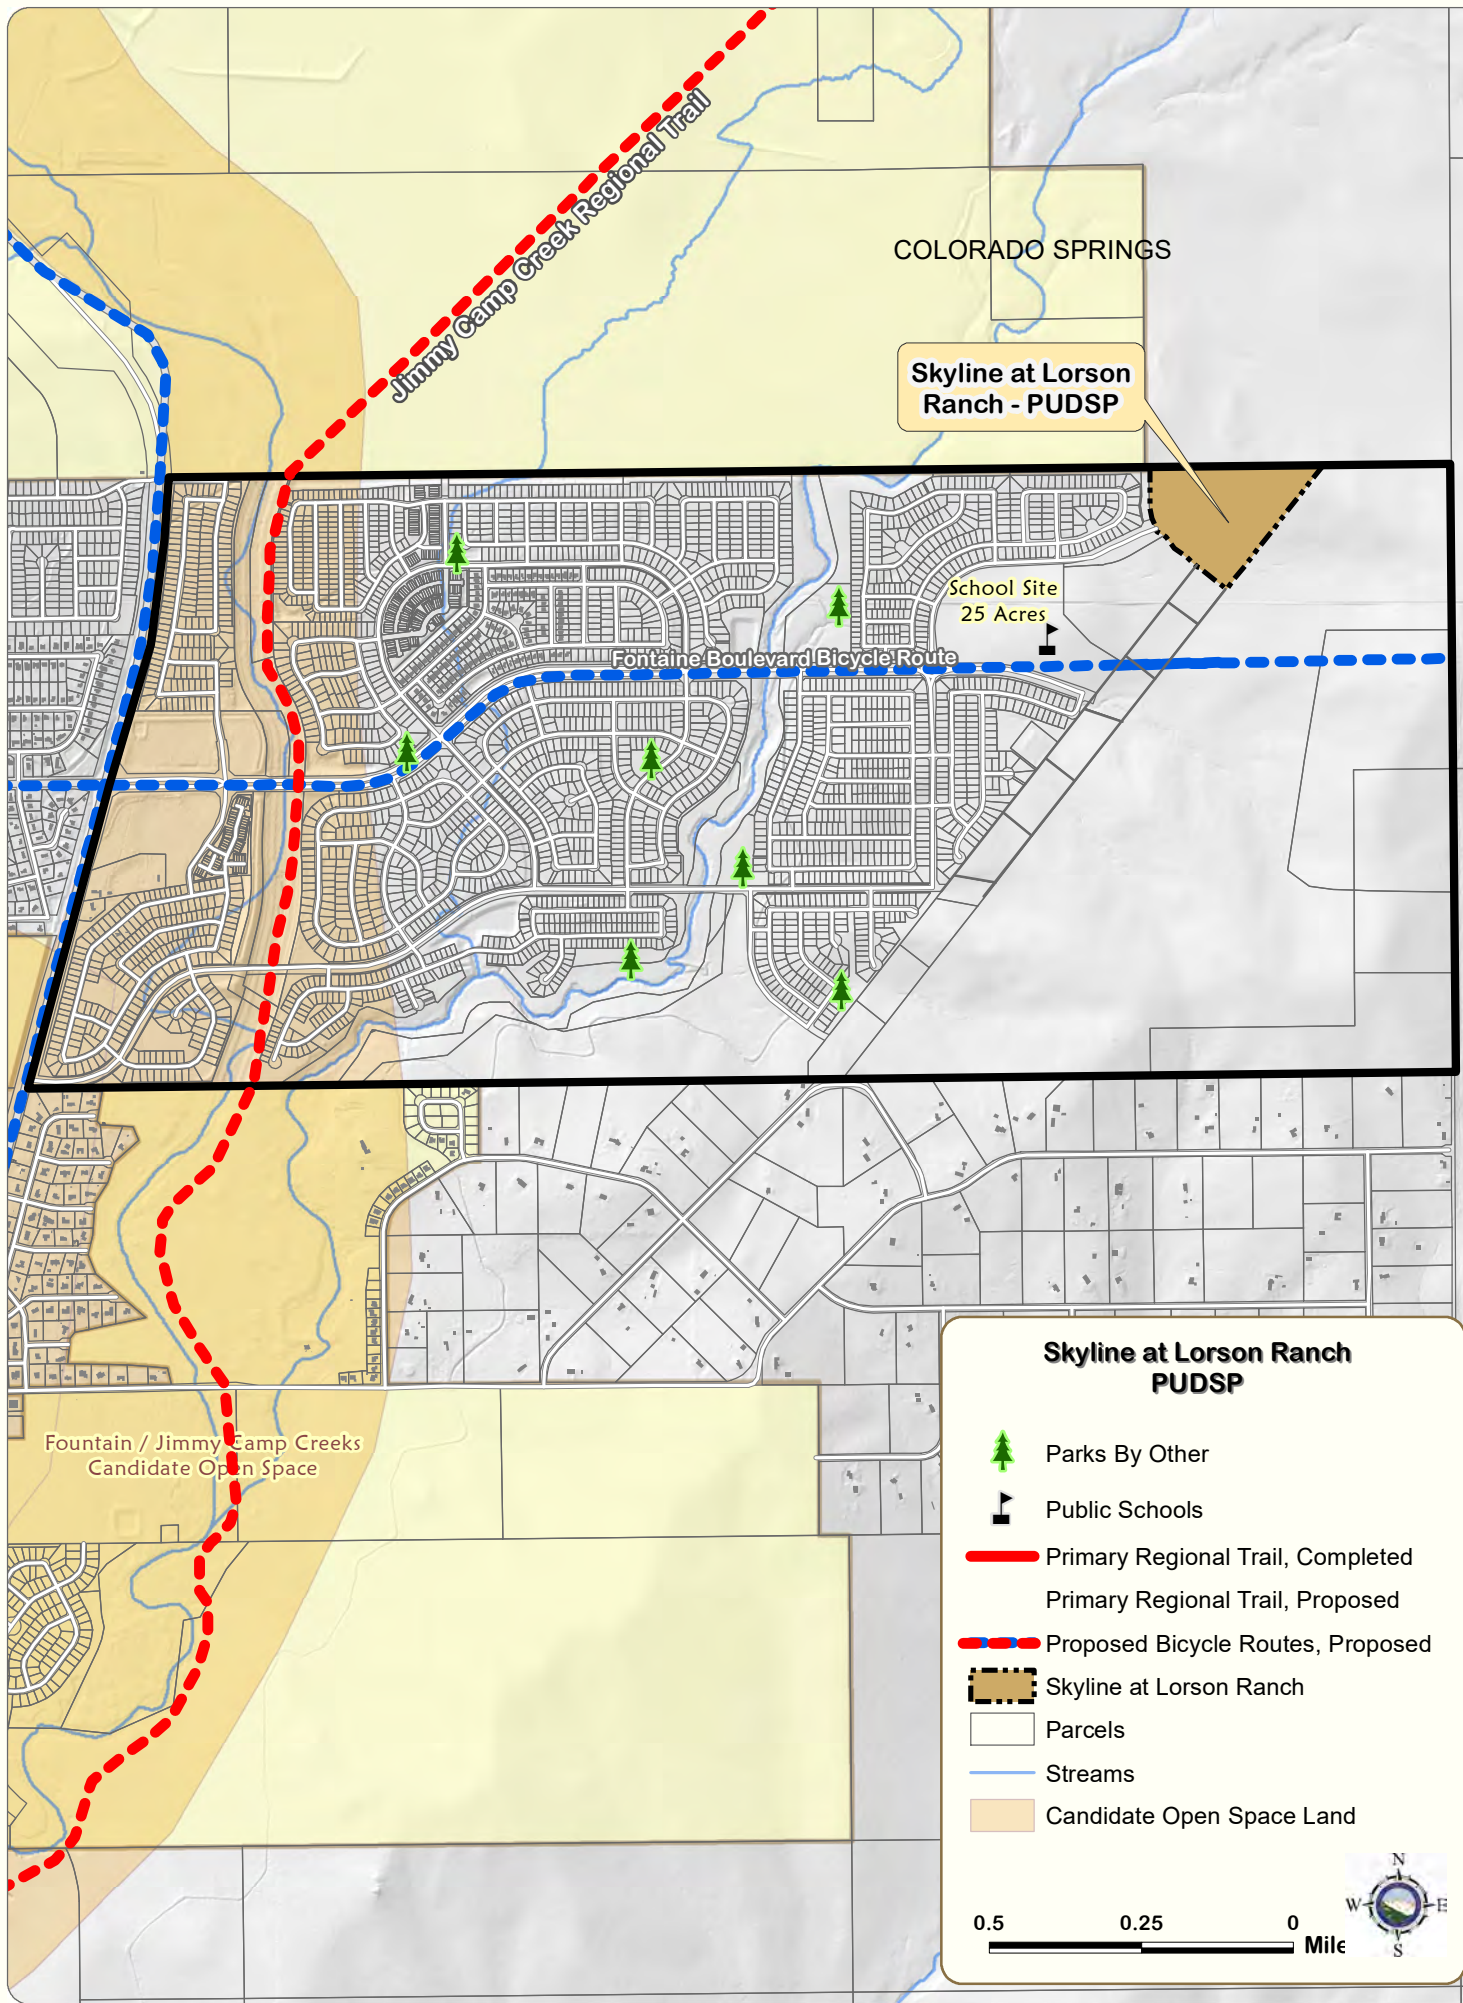 Jimmy Camp Creek Regional Trail
COLORADO SPRINGS
Skyline at Lorson
Ranch - PUDSP
School Site
25 Acres
Fontaine Boulevard Bicycle Route
Fountain / Jimmy Camp Creeks
Candidate Open Space
Skyline at Lorson Ranch
PUDSP
Parks By Other
Public Schools
Primary Regional Trail, Completed
Primary Regional Trail, Proposed
Proposed Bicycle Routes, Proposed
Skyline at Lorson Ranch
Parcels
Streams
Candidate Open Space Land
N
W E
S
0.5 0.25 0
Mile